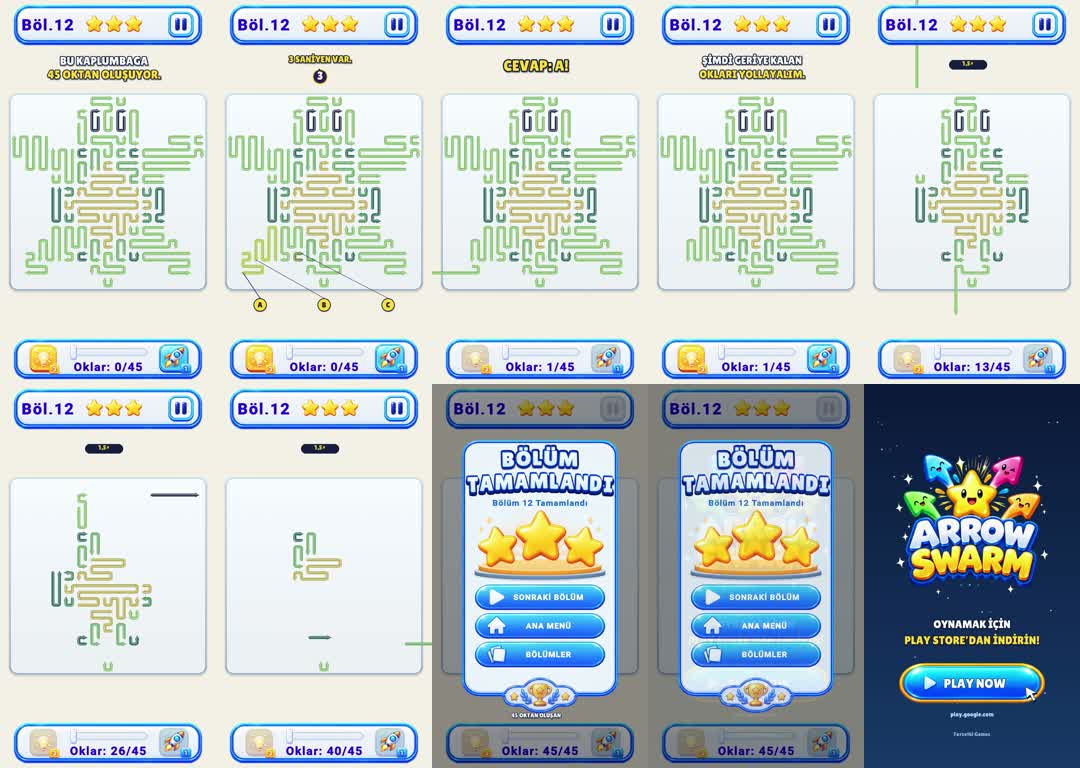 Böl.12
BU KAPLUMBAĞA
45 OKTAN OLUŞUYOR.
Oklar: 0/45
Böl.12
3 SANİYEN VAR.
3
A
B
C
Oklar: 0/45
Böl.12
CEVAP: A!
Oklar: 1/45
Böl.12
ŞİMDİ GERİYE KALAN
OKLARI YOLLAYALIM.
Oklar: 1/45
Böl.12
Oklar: 13/45
Böl.12
Oklar: 26/45
Böl.12
Oklar: 40/45
Böl.12
BÖLÜM
TAMAMLANDI
Bölüm 12 Tamamlandı
SONRAKİ BÖLÜM
ANA MENÜ
BÖLÜMLER
45 OKTAN OLUŞAN
Oklar: 45/45
Böl.12
BÖLÜM
TAMAMLANDI
Bölüm 12 Tamamlandı
SONRAKİ BÖLÜM
ANA MENÜ
BÖLÜMLER
Oklar: 45/45
ARROW
SWARM
OYNAMAK İÇİN
PLAY STORE'DAN İNDİRİN!
PLAY NOW
play.google.com